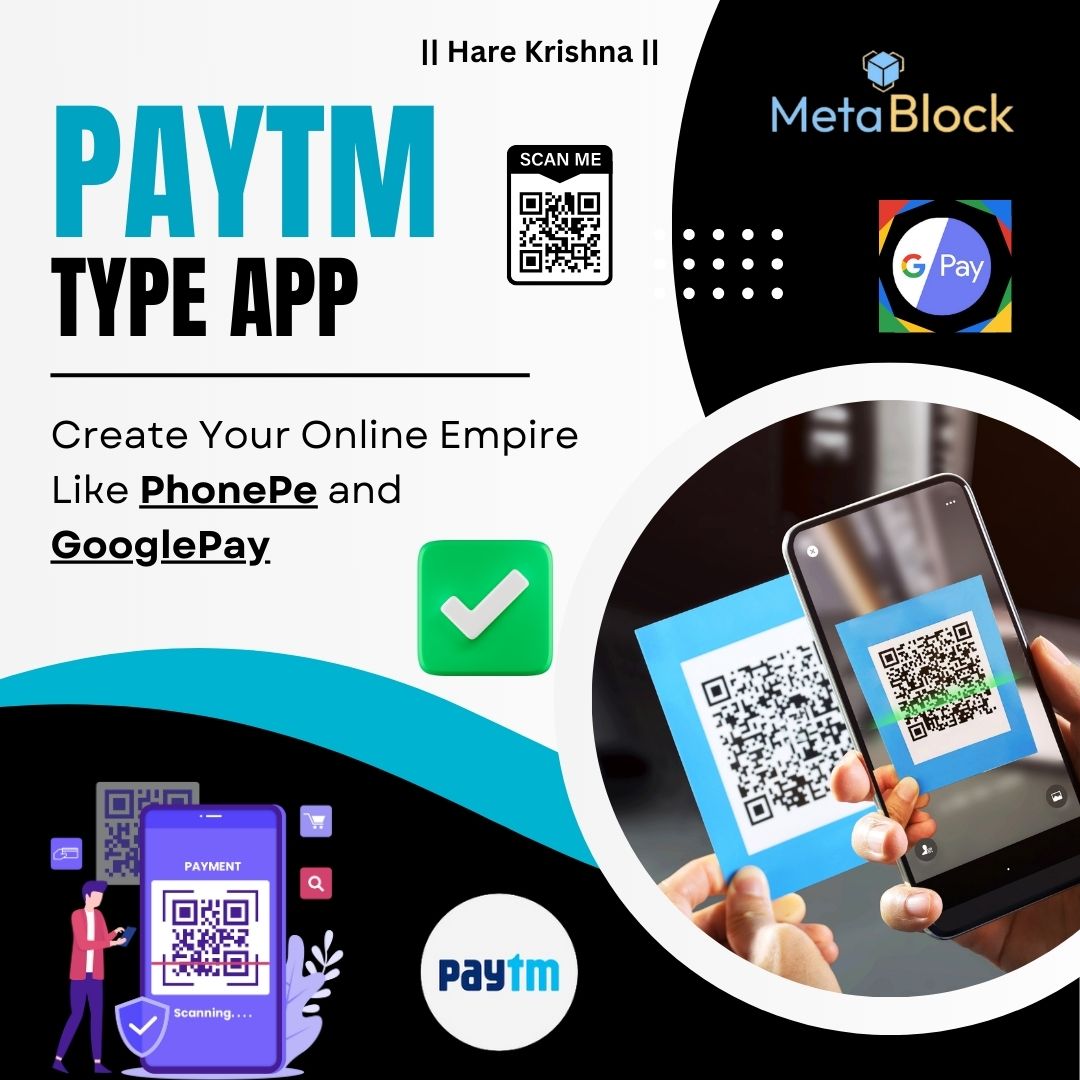 || Hare Krishna ||
MetaBlock
PAYTM
TYPE APP
SCAN ME
G Pay
Create Your Online Empire
Like PhonePe and
GooglePay
PAYMENT
Scanning....
paytm